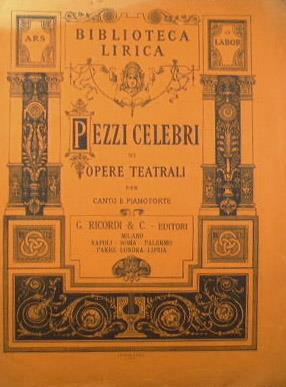 ARS
ET LABOR
BIBLIOTECA
LIRICA
PEZZI CELEBRI
DI
OPERE TEATRALI
PER
CANTO E PIANOFORTE
G. RICORDI & C. - EDITORI
MILANO
NAPOLI - ROMA - PALERMO
PARIGI - LONDRA - LIPSIA